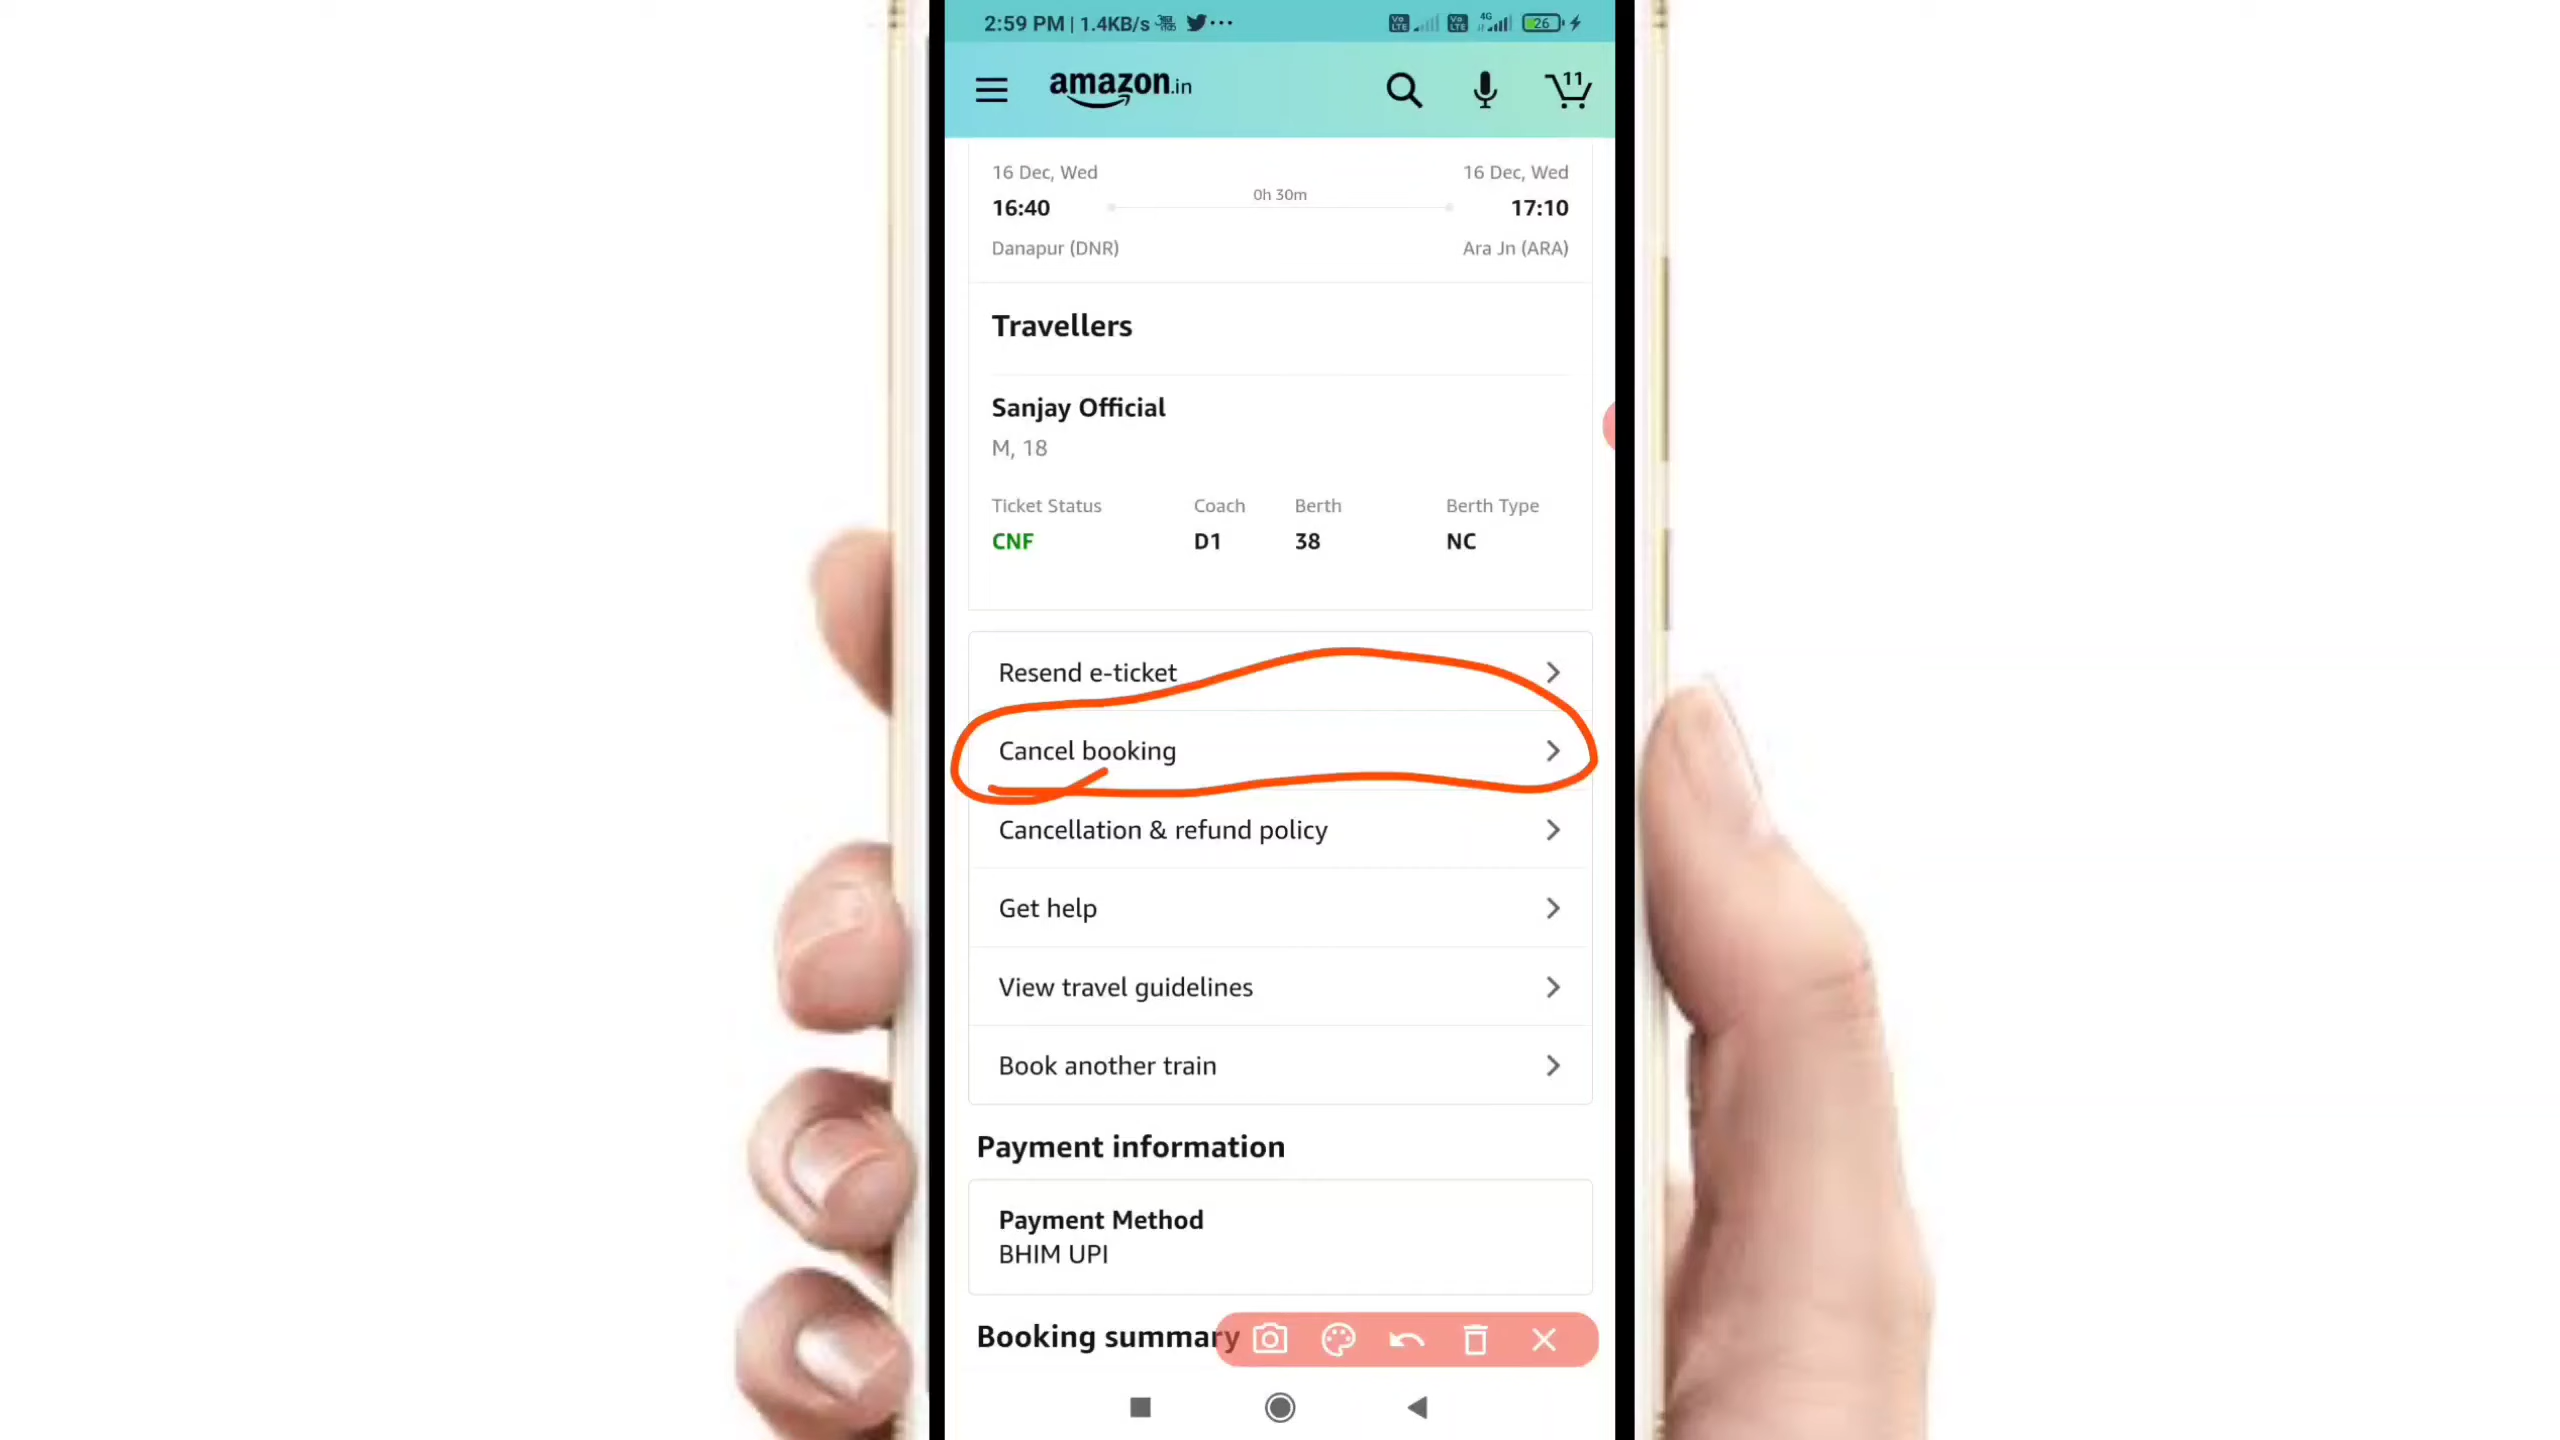 2:59 PM | 1.4KB/s
26
amazon.in
11
16 Dec, Wed
16 Dec, Wed
0h 30m
16:40
17:10
Danapur (DNR)
Ara Jn (ARA)
Travellers
Sanjay Official
M, 18
Ticket Status Coach Berth Berth Type
CNF D1 38 NC
Resend e-ticket
Cancel booking
Cancellation & refund policy
Get help
View travel guidelines
Book another train
Payment information
Payment Method
BHIM UPI
Booking summary